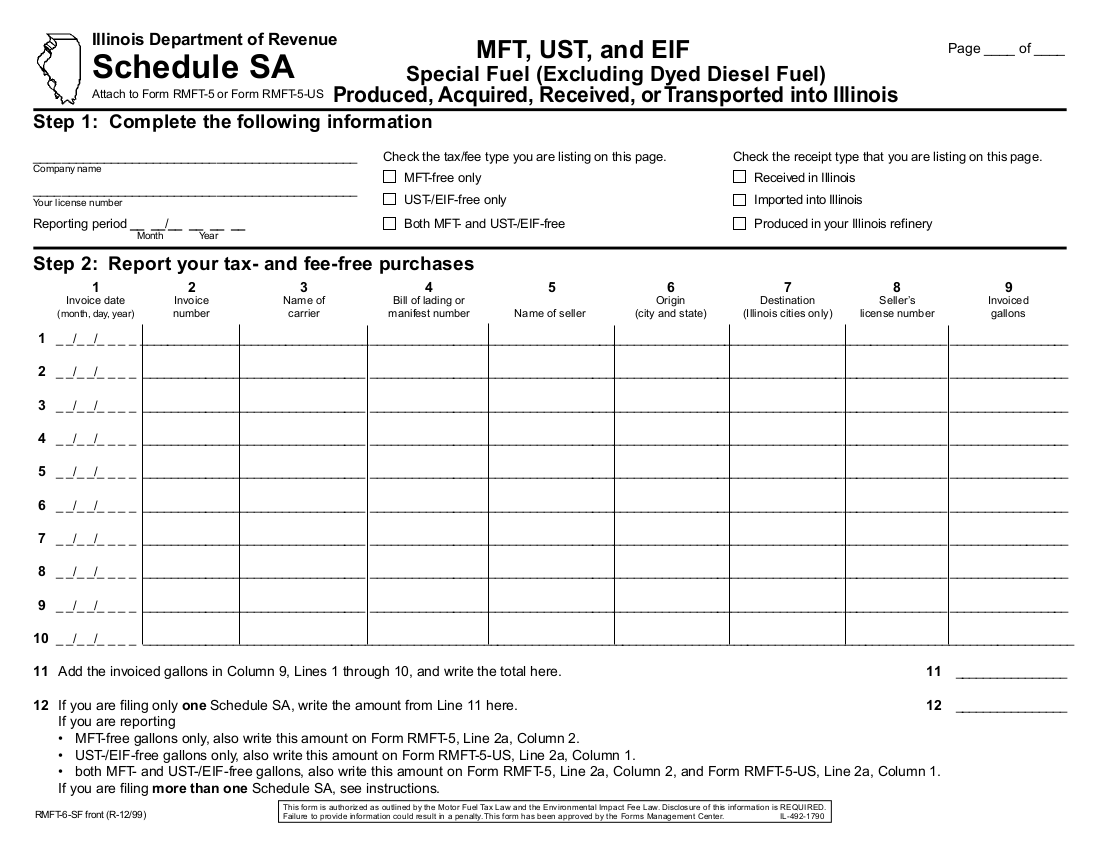 Illinois Department of Revenue
Schedule SA
Attach to Form RMFT-5 or Form RMFT-5-US
MFT, UST, and EIF
Special Fuel (Excluding Dyed Diesel Fuel)
Produced, Acquired, Received, or Transported into Illinois
Page ____ of ____
Step 1: Complete the following information
Company name
Your license number
Reporting period __ __/__ __ __ __
Month Year
Check the tax/fee type you are listing on this page.
MFT-free only
UST-/EIF-free only
Both MFT- and UST-/EIF-free
Check the receipt type that you are listing on this page.
Received in Illinois
Imported into Illinois
Produced in your Illinois refinery
Step 2: Report your tax- and fee-free purchases
1 2 3 4 5 6 7 8 9
Invoice date Invoice Name of Bill of lading or Origin Destination Seller's Invoiced
(month, day, year) number carrier manifest number Name of seller (city and state) (Illinois cities only) license number gallons
1 _ _/_ _/_ _ _ _
2 _ _/_ _/_ _ _ _
3 _ _/_ _/_ _ _ _
4 _ _/_ _/_ _ _ _
5 _ _/_ _/_ _ _ _
6 _ _/_ _/_ _ _ _
7 _ _/_ _/_ _ _ _
8 _ _/_ _/_ _ _ _
9 _ _/_ _/_ _ _ _
10 _ _/_ _/_ _ _ _
11 Add the invoiced gallons in Column 9, Lines 1 through 10, and write the total here. 11 ________________
12 If you are filing only one Schedule SA, write the amount from Line 11 here. 12 ________________
If you are reporting
• MFT-free gallons only, also write this amount on Form RMFT-5, Line 2a, Column 2.
• UST-/EIF-free gallons only, also write this amount on Form RMFT-5-US, Line 2a, Column 1.
• both MFT- and UST-/EIF-free gallons, also write this amount on Form RMFT-5, Line 2a, Column 2, and Form RMFT-5-US, Line 2a, Column 1.
If you are filing more than one Schedule SA, see instructions.
RMFT-6-SF front (R-12/99)
This form is authorized as outlined by the Motor Fuel Tax Law and the Environmental Impact Fee Law. Disclosure of this information is REQUIRED.
Failure to provide information could result in a penalty. This form has been approved by the Forms Management Center. IL-492-1790